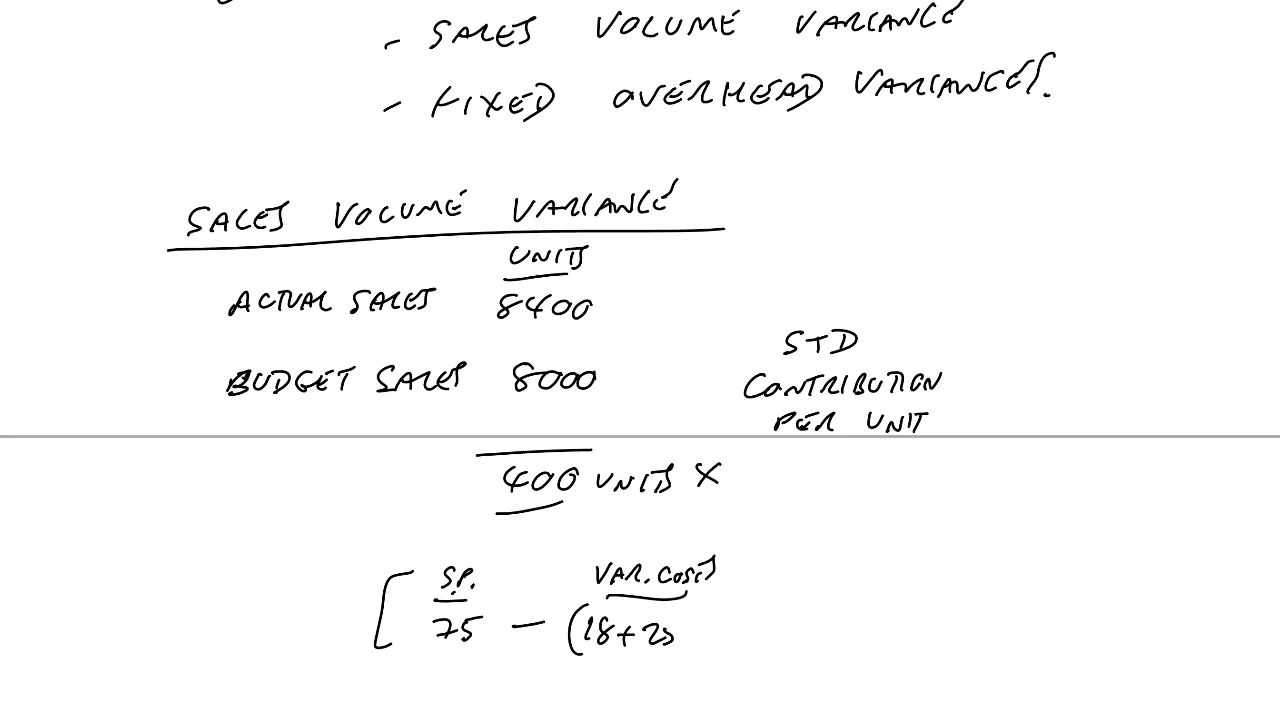 - SALES VOLUME VARIANCE
- FIXED OVERHEAD VARIANCES.
SALES VOLUME VARIANCE
UNITS
ACTUAL SALES 8400
BUDGET SALES 8000
STD
CONTRIBUTION
PER UNIT
400 UNITS X
S.P. VAR. COSTS
[ 75 - (18+25